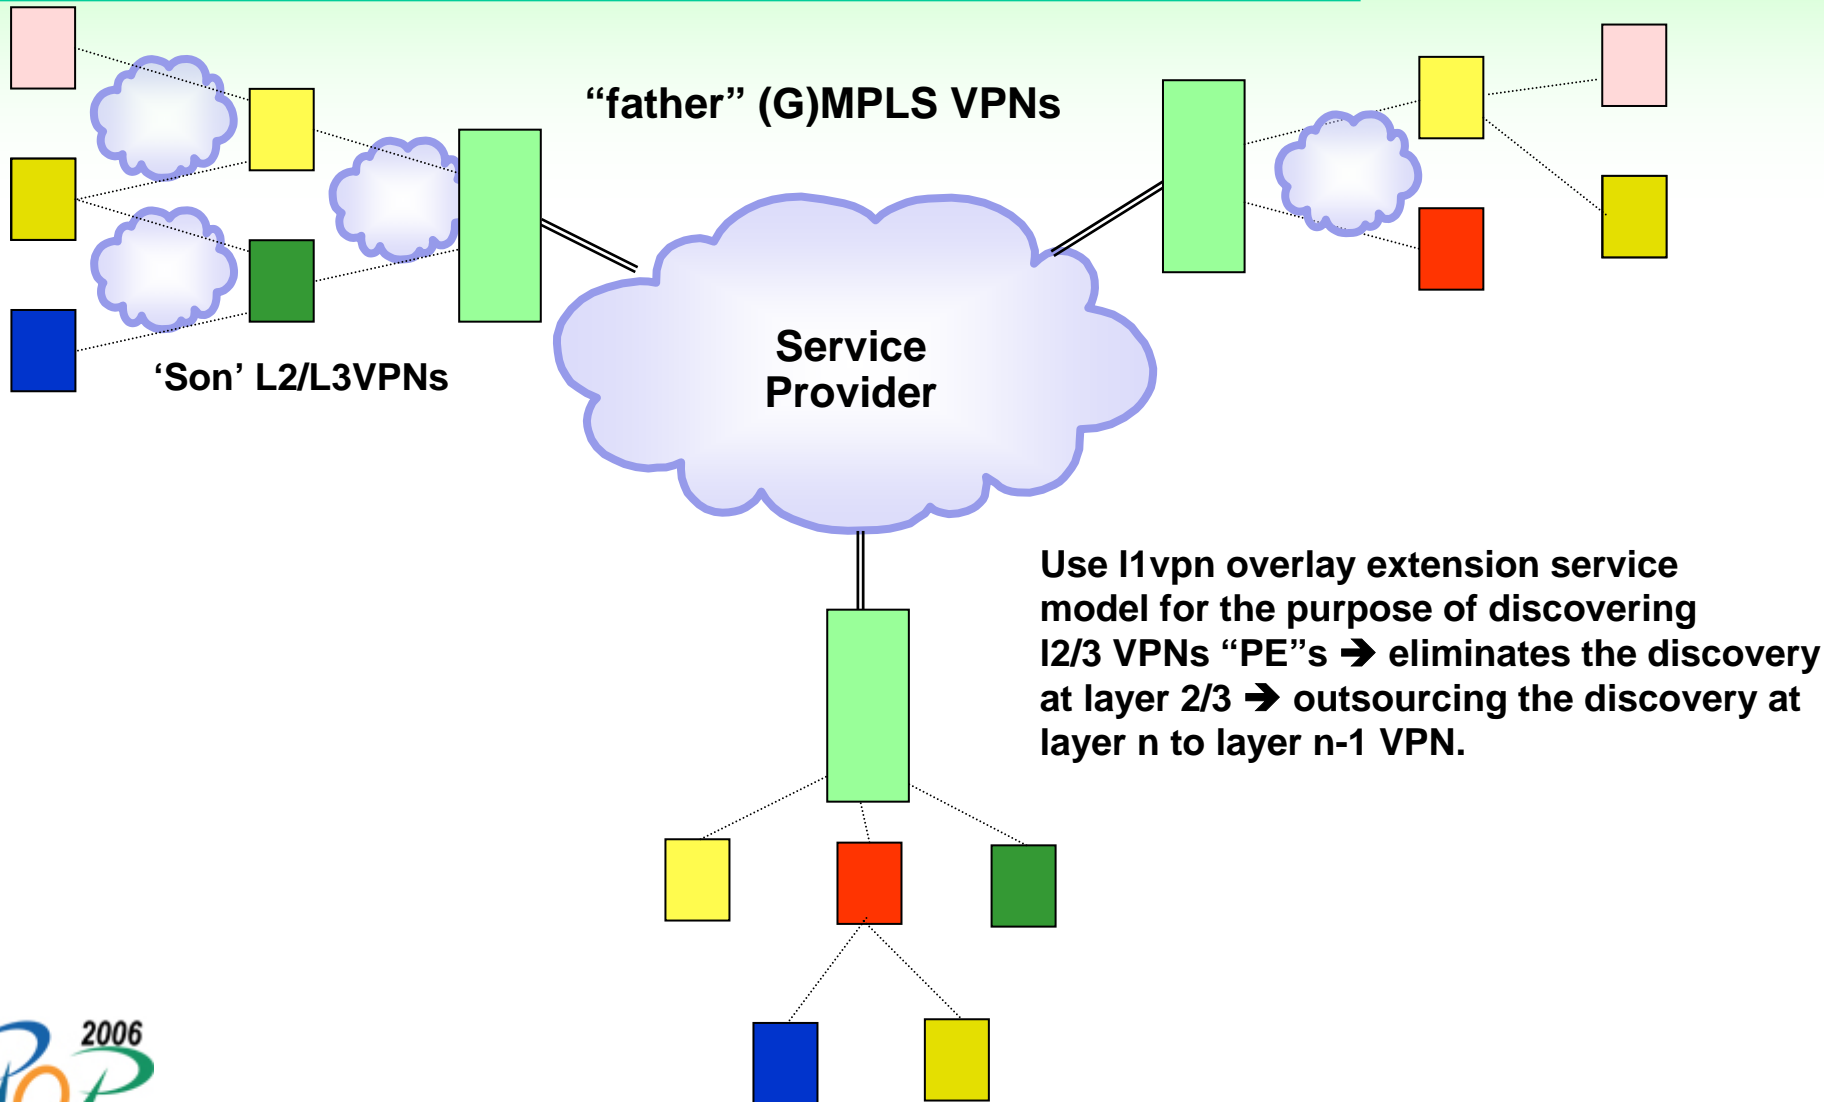 “father” (G)MPLS VPNs
Service
Provider
‘Son’ L2/L3VPNs
Use l1vpn overlay extension service
model for the purpose of discovering
l2/3 VPNs “PE”s ➔ eliminates the discovery
at layer 2/3 ➔ outsourcing the discovery at
layer n to layer n-1 VPN.
2006
POP